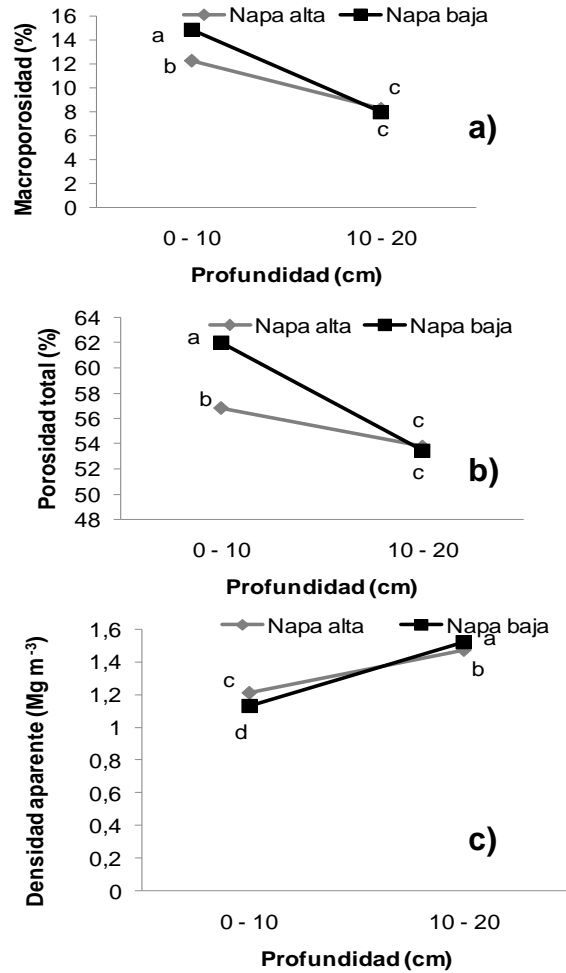 Napa alta Napa baja
16
14
12
10
8
6
4
2
0
Macroporosidad (%)
a
b
c
c
a)
0 - 10 10 - 20
Profundidad (cm)
Napa alta Napa baja
64
62
60
58
56
54
52
50
48
Porosidad total (%)
a
b
c
c
b)
0 - 10 10 - 20
Profundidad (cm)
Napa alta Napa baja
1,6
1,4
1,2
1
0,8
0,6
0,4
0,2
0
Densidad aparente (Mg m⁻³)
a
b
c
d
c)
0 - 10 10 - 20
Profundidad (cm)